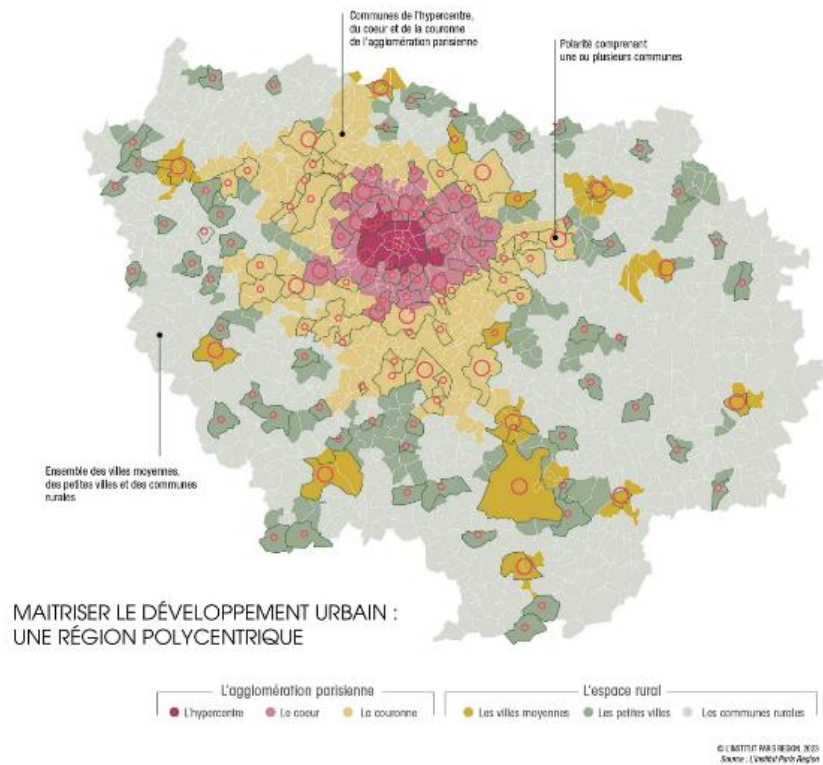 Communes de l'hypercentre,
du coeur et de la couronne
de l'agglomération parisienne
Polarité comprenant
une ou plusieurs communes
Ensemble des villes moyennes,
des petites villes et des communes
rurales
MAITRISER LE DÉVELOPPEMENT URBAIN :
UNE RÉGION POLYCENTRIQUE
L'agglomération parisienne
L'espace rural
L'hypercentre
Le coeur
La couronne
Les villes moyennes
Les petites villes
Les communes rurales
© L'INSTITUT PARIS REGION, 2023
Source : L'Institut Paris Region